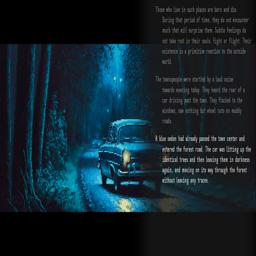 Those who live in such places are born and die.
During that period of time, they do not encounter
much that will surprise them. Subtle feelings do
not take root in their souls. Fight or flight. Their
existence is a primitive reaction to the outside
world.
The townspeople were startled by a loud noise
towards evening today. They heard the roar of a
car driving past the town. They flocked to the
windows, saw nothing but wheel ruts on muddy
roads.
A blue sedan had already passed the town center and
entered the forest road. The car was lifting up the
identical trees and then leaving them in darkness
again, and moving on its way through the forest
without leaving any traces.